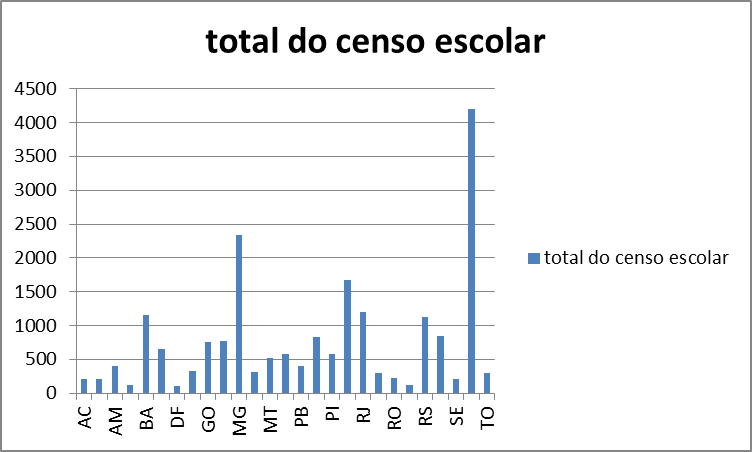 total do censo escolar
4500
4000
3500
3000
2500
2000
1500
1000
500
0
AC
AM
BA
DF
GO
MG
MT
PB
PI
RJ
RO
RS
SE
TO
total do censo escolar